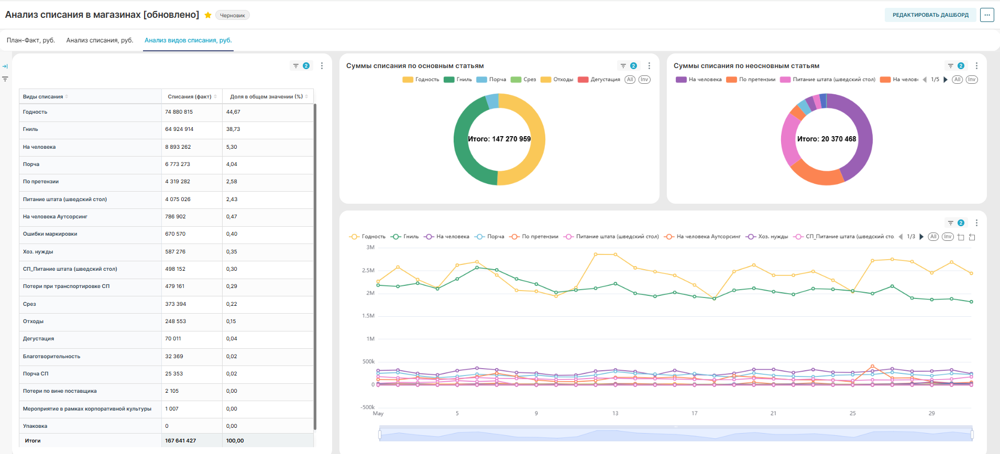 Анализ списания в магазинах [обновлено]
Черновик
РЕДАКТИРОВАТЬ ДАШБОРД
План-Факт, руб. Анализ списания, руб. Анализ видов списания, руб.
2
Виды списания Списания (факт) Доля в общем значении (%)
Годность 74 880 815 44,67
Гниль 64 924 914 38,73
На человека 8 893 262 5,30
Порча 6 773 273 4,04
По претензии 4 319 282 2,58
Питание штата (шведский стол) 4 075 026 2,43
На человека Аутсорсинг 786 902 0,47
Ошибки маркировки 670 570 0,40
Хоз. нужды 587 276 0,35
СП_Питание штата (шведский стол) 498 152 0,30
Потери при транспортировке СП 479 161 0,29
Срез 373 394 0,22
Отходы 248 553 0,15
Дегустация 70 011 0,04
Благотворительность 32 369 0,02
Порча СП 25 353 0,02
Потери по вине поставщика 2 105 0,00
Мероприятие в рамках корпоративной культуры 1 007 0,00
Упаковка 0 0,00
Итоги 167 641 427 100,00
Суммы списания по основным статьям
2
Годность Гниль Порча Срез Отходы Дегустация All Inv
Итого: 147 270 959
Суммы списания по неосновным статьям
2
На человека По претензии Питание штата (шведский стол) На челове 1/5 All Inv
Итого: 20 370 468
2
Годность Гниль На человека Порча По претензии Питание штата (шведский стол) На человека Аутсорсинг Хоз. нужды СП_Питание штата (шведский сто 1/3 All Inv
3M
2.5M
2M
1.5M
1M
500k
0
-500k
May 5 9 13 17 21 25 29